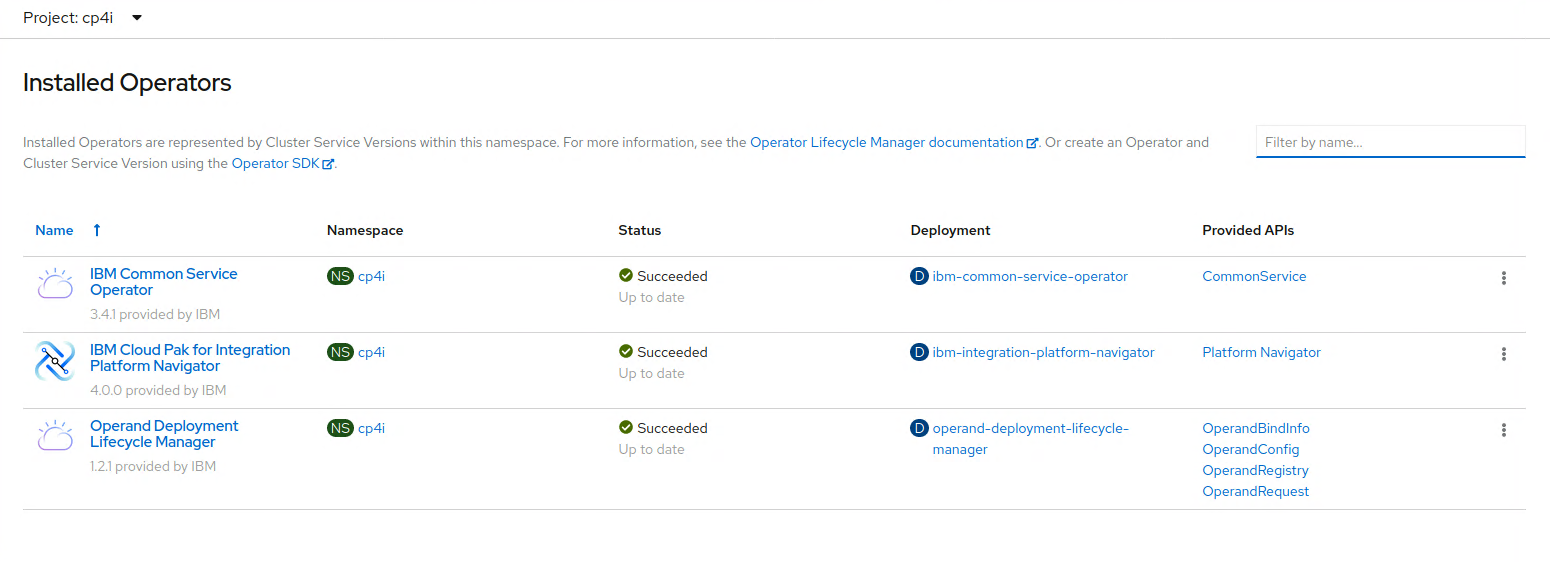 Project: cp4i
Installed Operators
Installed Operators are represented by Cluster Service Versions within this namespace. For more information, see the Operator Lifecycle Manager documentation. Or create an Operator and
Cluster Service Version using the Operator SDK.
Filter by name...
Name Namespace Status Deployment Provided APIs
IBM Common Service
Operator
3.4.1 provided by IBM
NS cp4i
Succeeded
Up to date
D ibm-common-service-operator
CommonService
IBM Cloud Pak for Integration
Platform Navigator
4.0.0 provided by IBM
NS cp4i
Succeeded
Up to date
D ibm-integration-platform-navigator
Platform Navigator
Operand Deployment
Lifecycle Manager
1.2.1 provided by IBM
NS cp4i
Succeeded
Up to date
D operand-deployment-lifecycle-
manager
OperandBindInfo
OperandConfig
OperandRegistry
OperandRequest